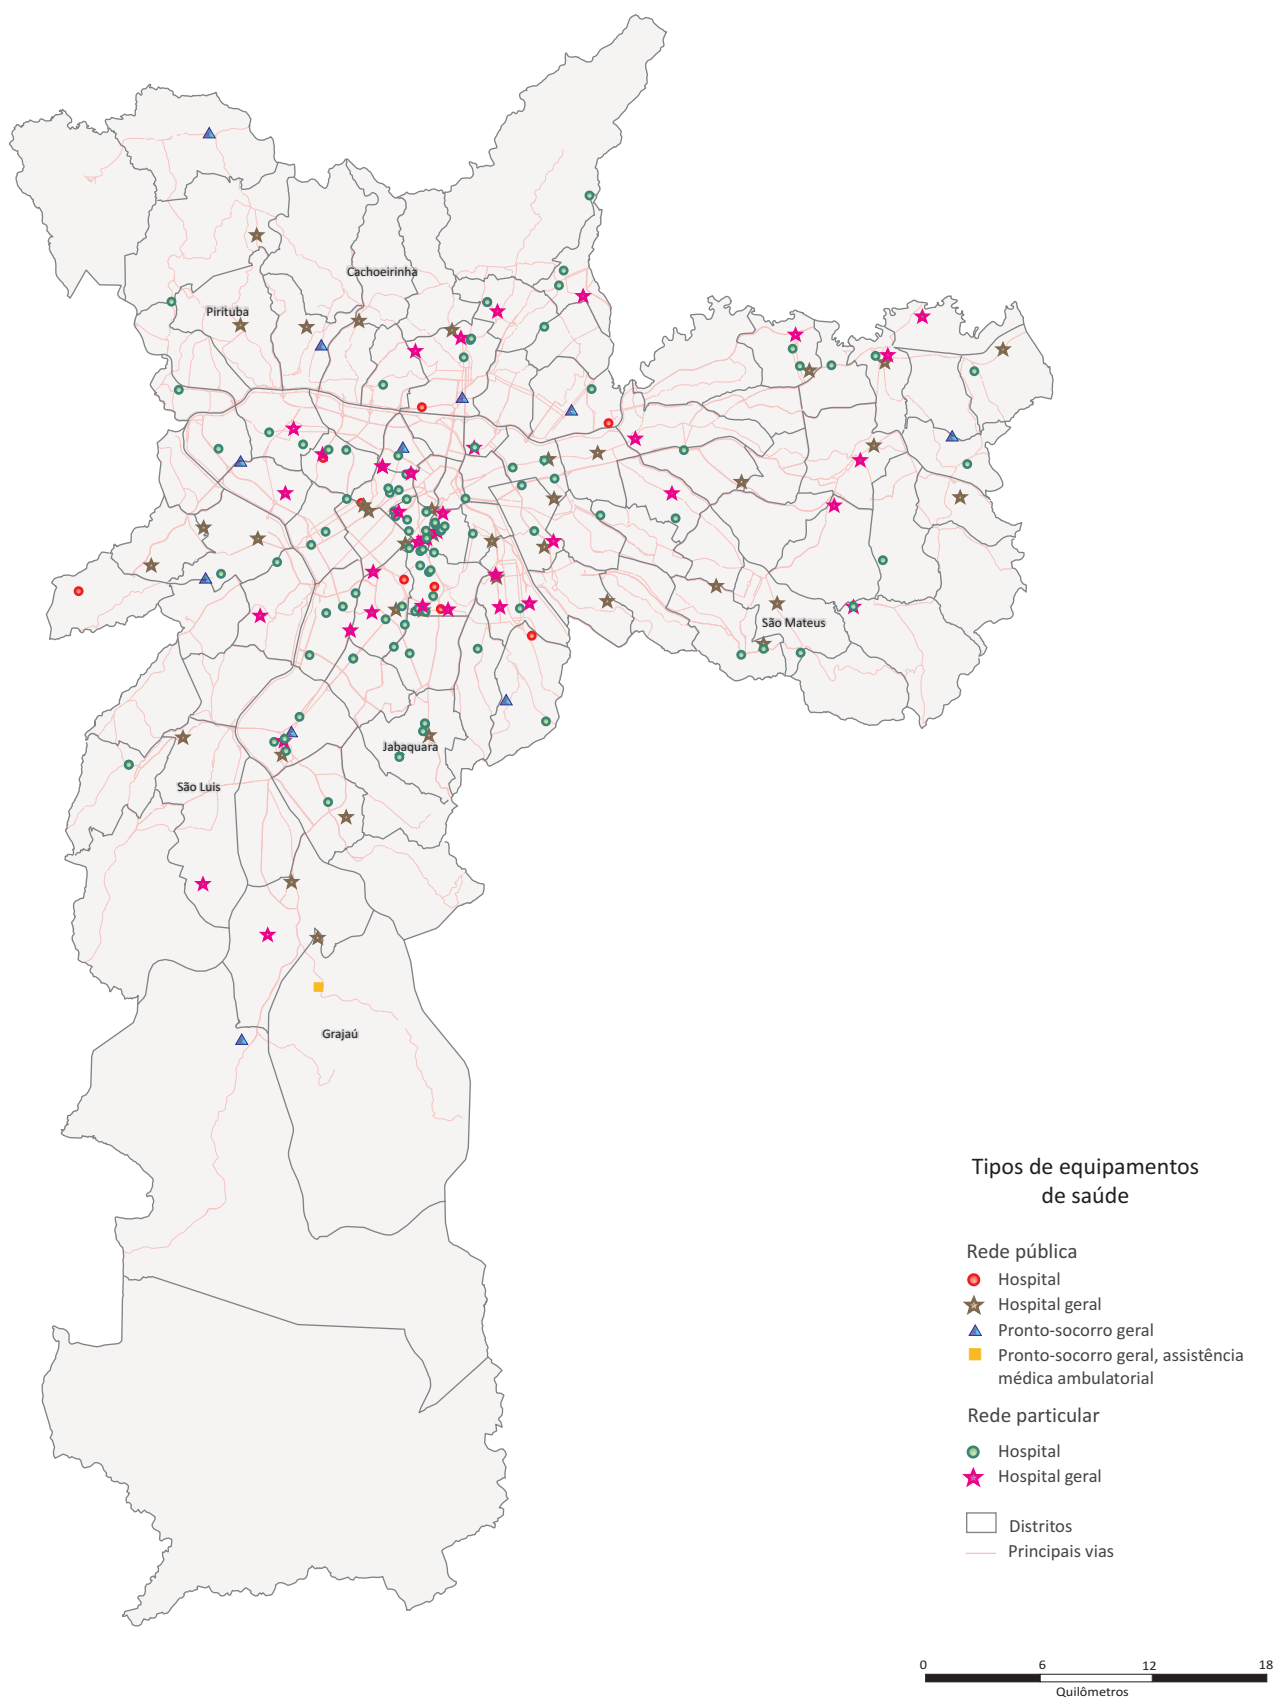 Cachoeirinha
Pirituba
São Mateus
Jabaquara
São Luis
Grajaú
Tipos de equipamentos
de saúde
Rede pública
Hospital
Hospital geral
Pronto-socorro geral
Pronto-socorro geral, assistência
médica ambulatorial
Rede particular
Hospital
Hospital geral
Distritos
Principais vias
0 6 12 18
Quilômetros